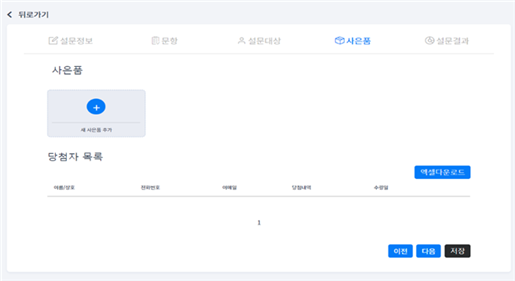 뒤로가기
설문정보 문항 설문대상 사은품 설문결과
사은품
새 사은품 추가
당첨자 목록
엑셀다운로드
이름/상호 전화번호 이메일 당첨내역 수령일
1
이전 다음 저장